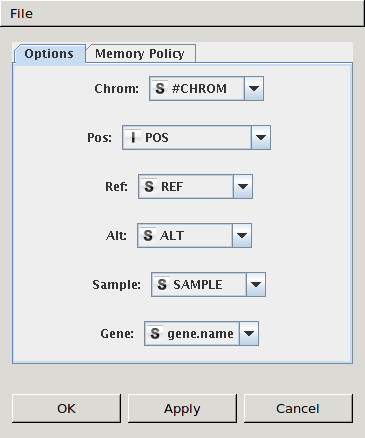 File
Options Memory Policy
Chrom: S #CHROM
Pos: I POS
Ref: S REF
Alt: S ALT
Sample: S SAMPLE
Gene: S gene.name
OK Apply Cancel